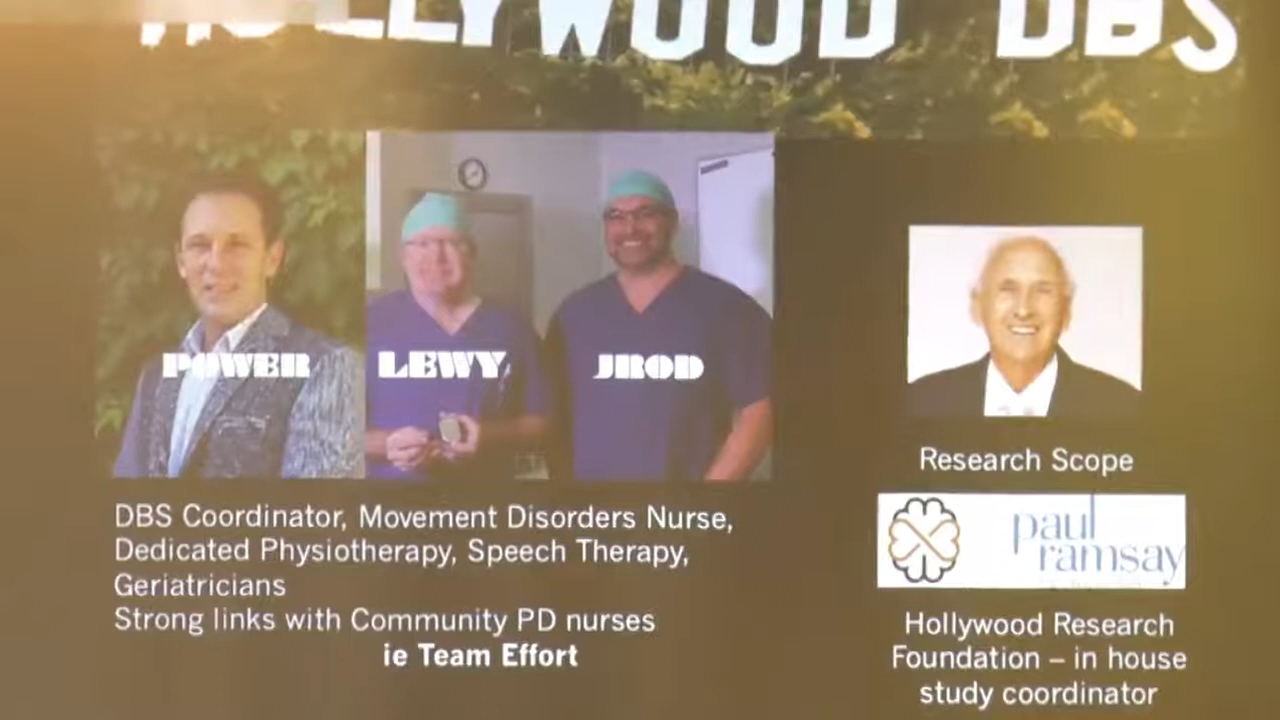 HOLLYWOOD DBS
POWER
LEWY
JROD
DBS Coordinator, Movement Disorders Nurse,
Dedicated Physiotherapy, Speech Therapy,
Geriatricians
Strong links with Community PD nurses
ie Team Effort
Research Scope
paul
ramsay
Hollywood Research
Foundation – in house
study coordinator